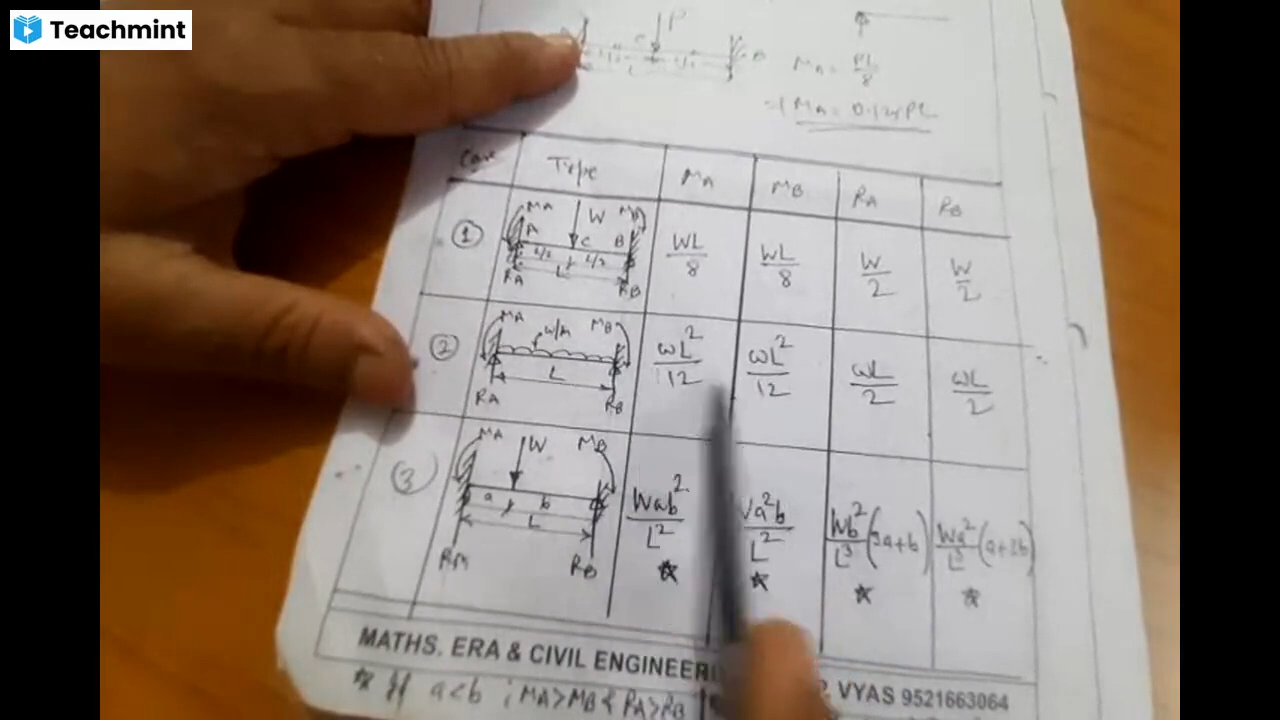 Teachmint
P
B
MA = PL/8
⇒ MA = 0.125PL
Case Type MA MB RA RB
① MA W MB
A C B
L/2 L/2
L
RA RB
WL/8 WL/8 W/2 W/2
② MA w/m MB
L
RA RB
wL²/12 wL²/12 wL/2 wL/2
③ MA W MB
a b
L
RA RB
Wab²/L² Wa²b/L² Wb²/L³ (3a+b) Wa²/L³ (a+3b)
☆ ☆ ☆ ☆
MATHS, ERA & CIVIL ENGINEERI VYAS 9521663064
* If a<b ; MA>MB & RA>RB